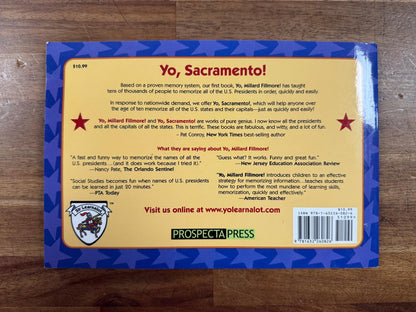 $10.99
Yo, Sacramento!
Based on a proven memory system, our first book, Yo, Millard Fillmore! has taught
tens of thousands of people to memorize all of the U.S. Presidents in order, quickly and easily!
In response to nationwide demand, we offer Yo, Sacramento!, which will help anyone over
the age of ten memorize all of the U.S. states and their capitals—just as quickly and easily!
Yo, Millard Fillmore! and Yo, Sacramento! are works of pure genius. I now know all the presidents
and all the capitals of all the states. This is terrific. These books are fabulous, and witty, and a lot of fun.
- Pat Conroy, New York Times best-selling author
What they are saying about Yo, Millard Fillmore!
"A fast and funny way to memorize the names of all the
U.S. presidents ...(and it does work because I tried it)."
—Nancy Pate, The Orlando Sentinel
"Social Studies becomes fun when names of U.S. presidents
can be learned in just 20 minutes."
—PTA Today
"Guess what? It works. Funny and great fun."
—New Jersey Education Association Review
"Yo, Millard Fillmore! introduces children to an effective
strategy for memorizing information...teaches students
how to perform the most mundane of learning skills,
memorization, quickly and effectively."
—American Teacher
Visit us online at www.yolearnalot.com
Yo Learnalot
PROSPECTA PRESS
$10.99